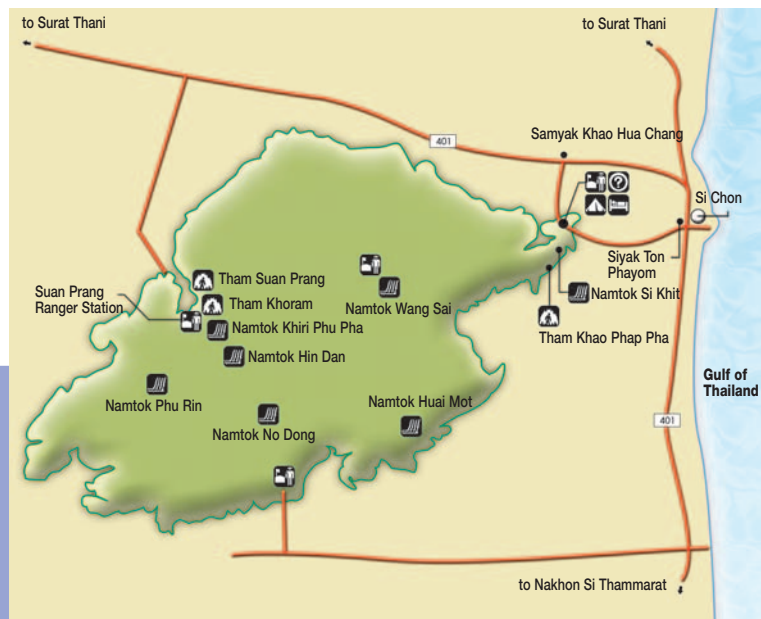 to Surat Thani
to Surat Thani
401
Samyak Khao Hua Chang
?
Si Chon
Siyak Ton
Phayom
Tham Suan Prang
Suan Prang
Ranger Station
Tham Khoram
Namtok Wang Sai
Namtok Si Khit
Namtok Khiri Phu Pha
Tham Khao Phap Pha
Namtok Hin Dan
Gulf of
Thailand
Namtok Phu Rin
Namtok Huai Mot
Namtok No Dong
401
to Nakhon Si Thammarat